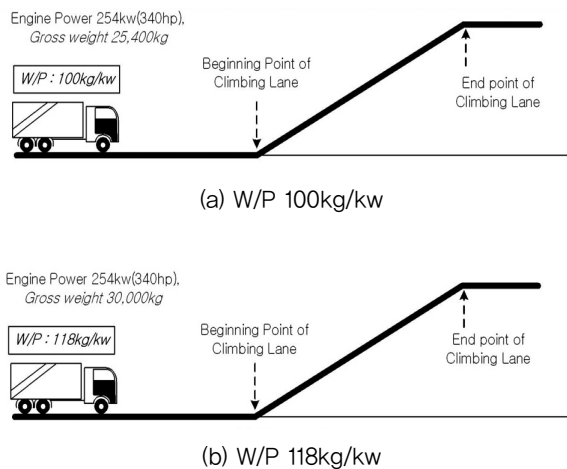 Engine Power 254kw(340hp),
Gross weight 25,400kg
W/P : 100kg/kw
Beginning Point of
Climbing Lane
End point of
Climbing Lane
(a) W/P 100kg/kw
Engine Power 254kw(340hp),
Gross weight 30,000kg
W/P : 118kg/kw
Beginning Point of
Climbing Lane
End point of
Climbing Lane
(b) W/P 118kg/kw